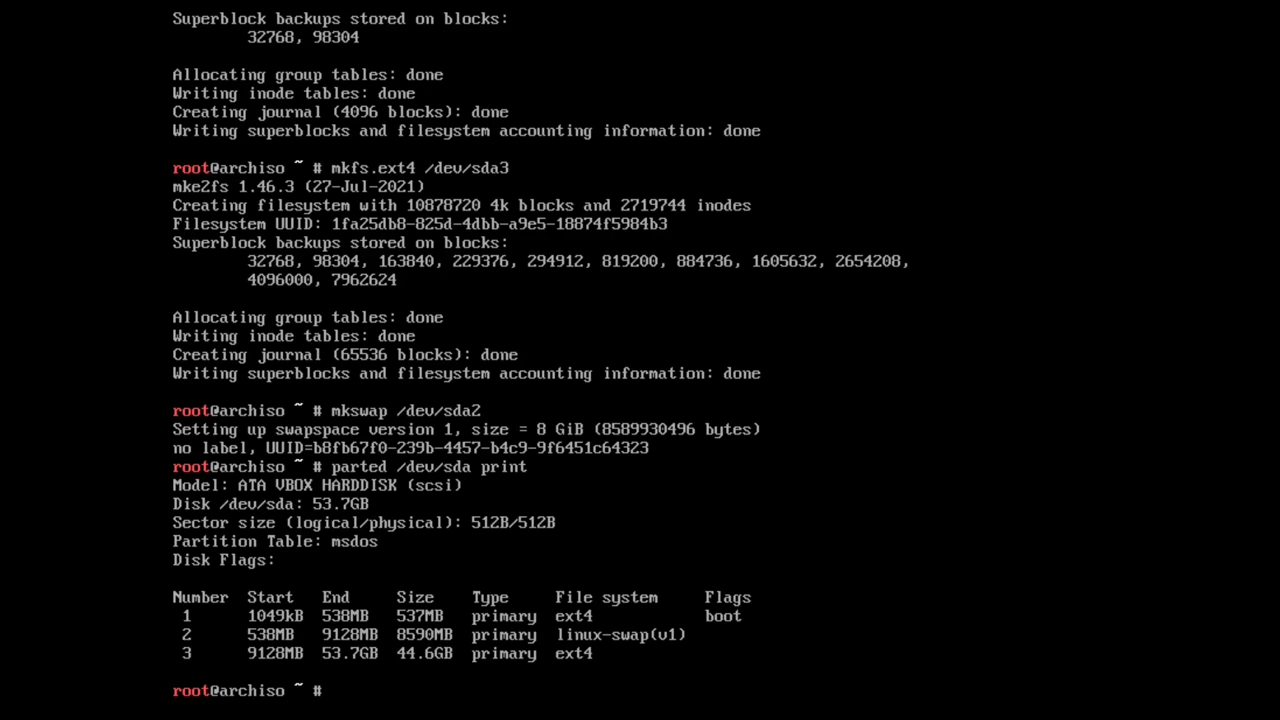 Superblock backups stored on blocks:
        32768, 98304

Allocating group tables: done
Writing inode tables: done
Creating journal (4096 blocks): done
Writing superblocks and filesystem accounting information: done

root@archiso ~ # mkfs.ext4 /dev/sda3
mke2fs 1.46.3 (27-Jul-2021)
Creating filesystem with 10878720 4k blocks and 2719744 inodes
Filesystem UUID: 1fa25db8-825d-4dbb-a9e5-18874f5984b3
Superblock backups stored on blocks:
        32768, 98304, 163840, 229376, 294912, 819200, 884736, 1605632, 2654208,
        4096000, 7962624

Allocating group tables: done
Writing inode tables: done
Creating journal (65536 blocks): done
Writing superblocks and filesystem accounting information: done

root@archiso ~ # mkswap /dev/sda2
Setting up swapspace version 1, size = 8 GiB (8589930496 bytes)
no label, UUID=b8fb67f0-239b-4457-b4c9-9f6451c64323
root@archiso ~ # parted /dev/sda print
Model: ATA VBOX HARDDISK (scsi)
Disk /dev/sda: 53.7GB
Sector size (logical/physical): 512B/512B
Partition Table: msdos
Disk Flags:

Number  Start   End     Size    Type     File system     Flags
 1      1049kB  538MB   537MB   primary  ext4            boot
 2      538MB   9128MB  8590MB  primary  linux-swap(v1)
 3      9128MB  53.7GB  44.6GB  primary  ext4

root@archiso ~ #